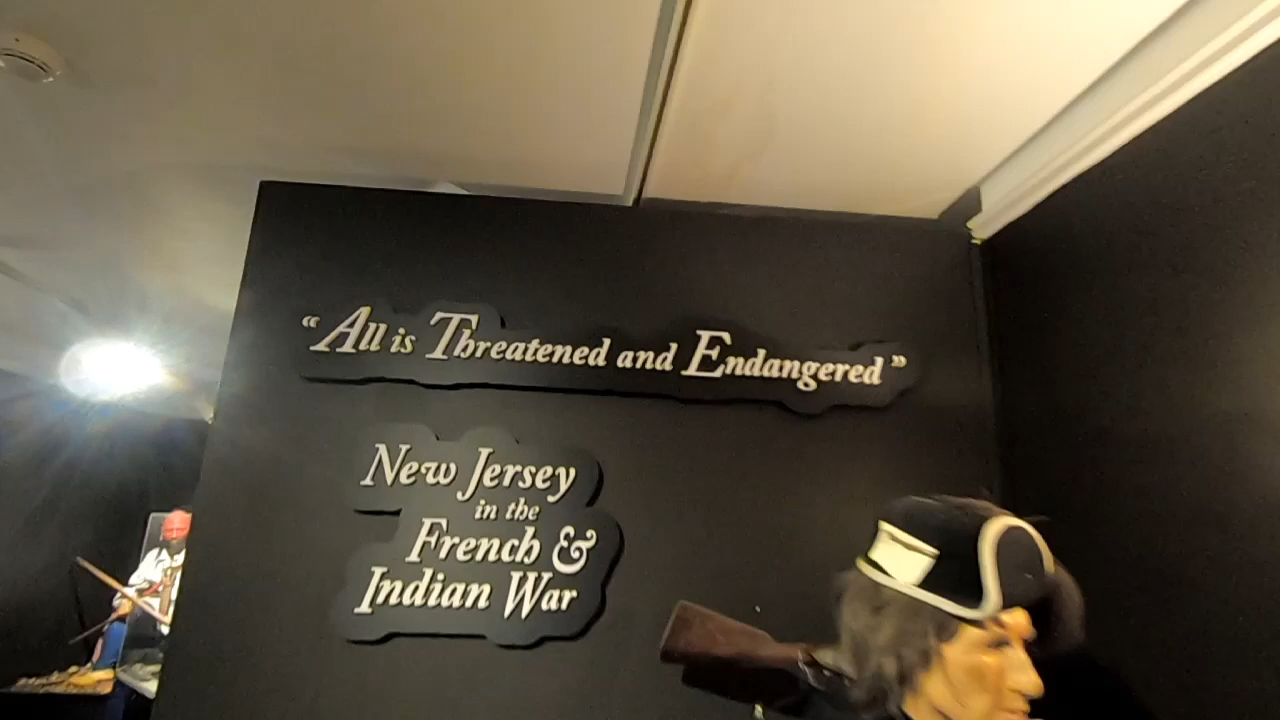 “All is Threatened and Endangered”
New Jersey
in the
French &
Indian War